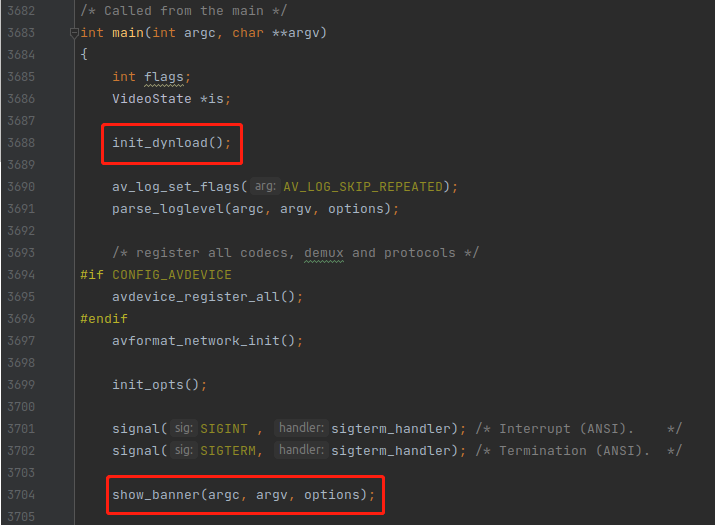 3682 /* Called from the main */
3683 int main(int argc, char **argv)
3684 {
3685     int flags;
3686     VideoState *is;
3687
3688     init_dynload();
3689
3690     av_log_set_flags( arg: AV_LOG_SKIP_REPEATED);
3691     parse_loglevel(argc, argv, options);
3692
3693     /* register all codecs, demux and protocols */
3694 #if CONFIG_AVDEVICE
3695     avdevice_register_all();
3696 #endif
3697     avformat_network_init();
3698
3699     init_opts();
3700
3701     signal( sig: SIGINT , handler: sigterm_handler); /* Interrupt (ANSI).    */
3702     signal( sig: SIGTERM, handler: sigterm_handler); /* Termination (ANSI).  */
3703
3704     show_banner(argc, argv, options);
3705